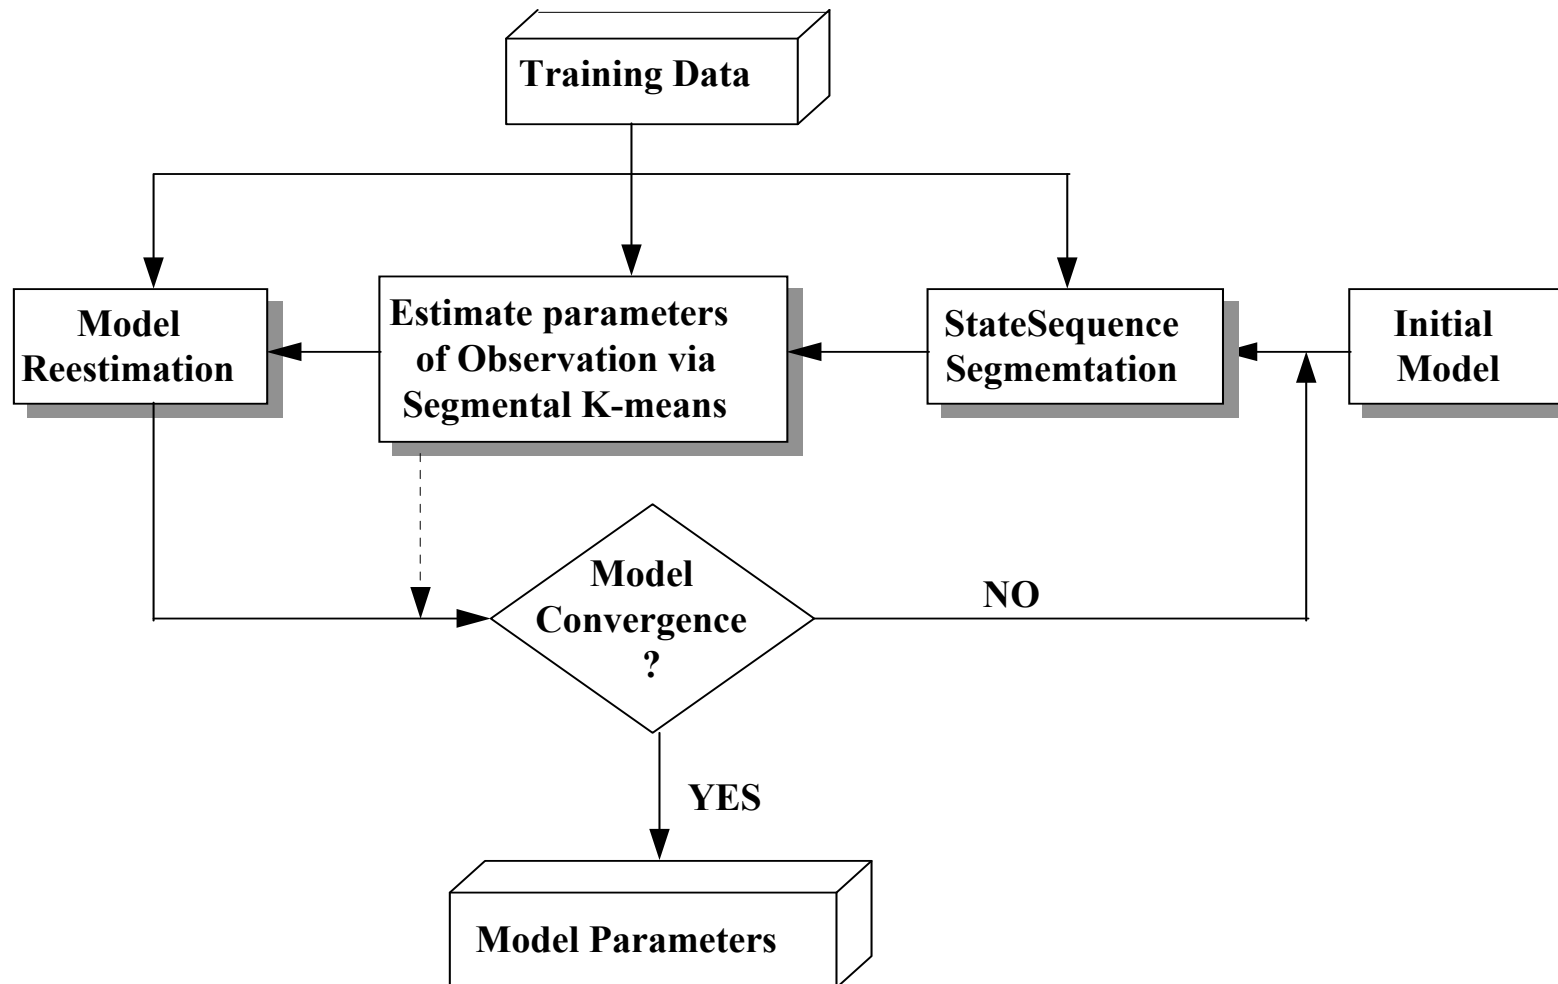 Training Data
Model
Reestimation
Estimate parameters
of Observation via
Segmental K-means
StateSequence
Segmemtation
Initial
Model
Model
Convergence
?
NO
YES
Model Parameters